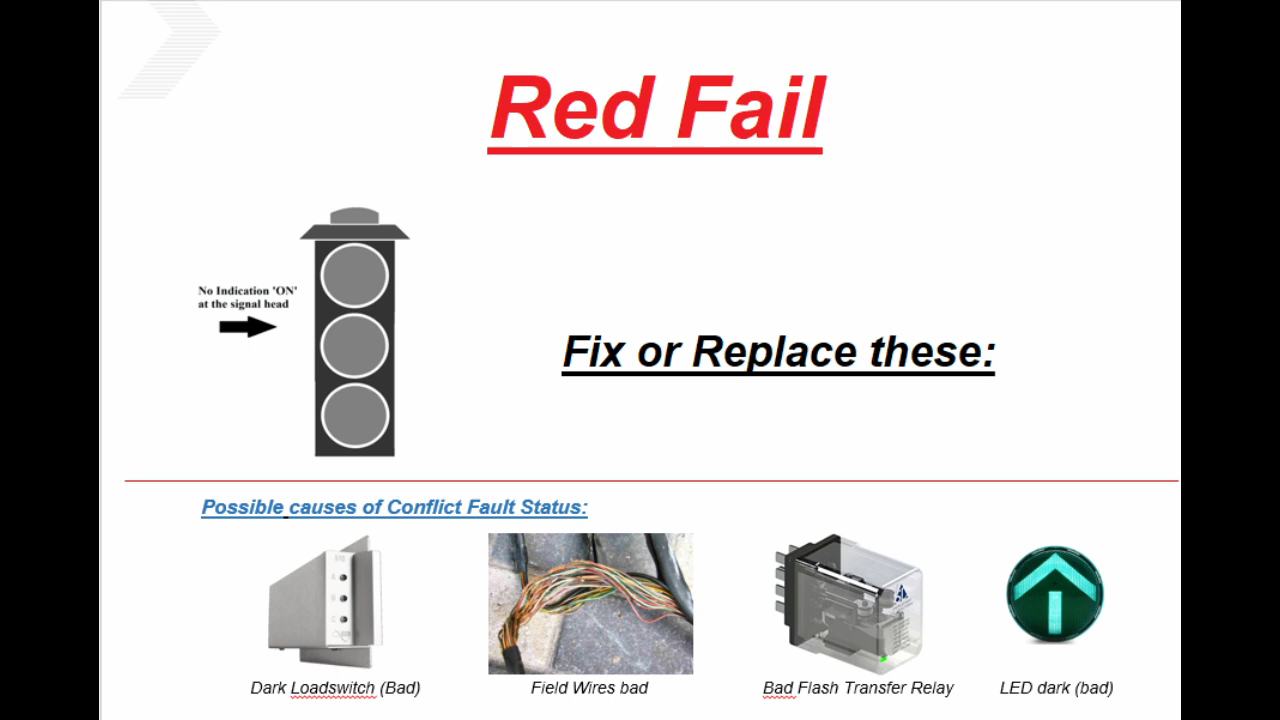 Red Fail
No Indication 'ON'
at the signal head
Fix or Replace these:
Possible causes of Conflict Fault Status:
Dark Loadswitch (Bad)
Field Wires bad
Bad Flash Transfer Relay
LED dark (bad)